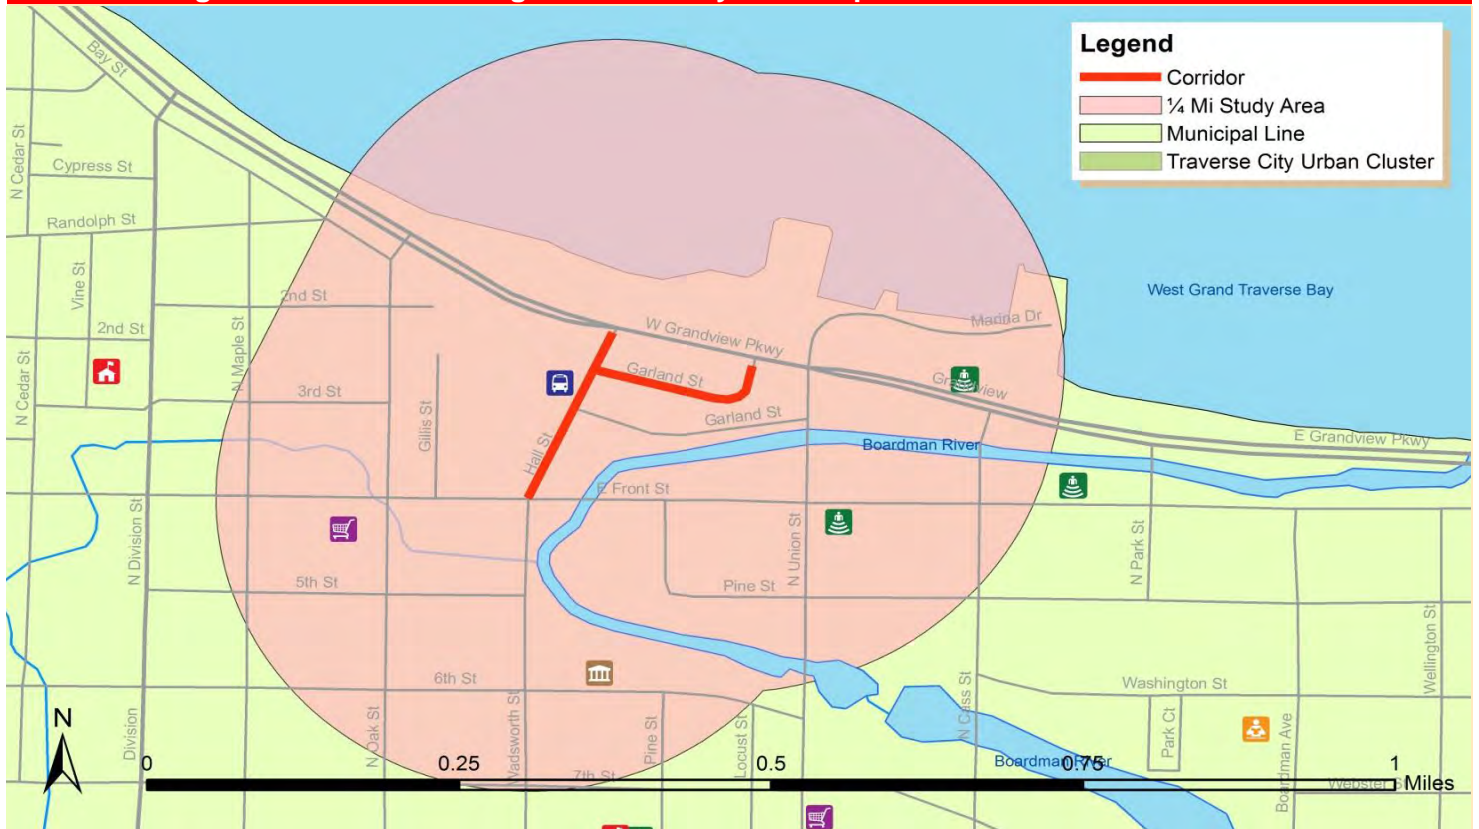 Legend
Corridor
¼ Mi Study Area
Municipal Line
Traverse City Urban Cluster
Bay St
N Cedar St
Cypress St
Randolph St
Vine St
2nd St
2nd St
N Maple St
N Cedar St
3rd St
Gillis St
Hall St
W Grandview Pkwy
Garland St
Garland St
Marina Dr
Grandview
West Grand Traverse Bay
E Grandview Pkwy
Boardman River
E Front St
N Division St
N Union St
N Park St
5th St
Pine St
6th St
Washington St
Wellington St
N Cass St
N Oak St
Wadsworth St
Pine St
Locust St
Park Ct
Boardman Ave
Division
7th St
Boardman River
Webster S
N
0
0.25
0.5
0.75
1
Miles